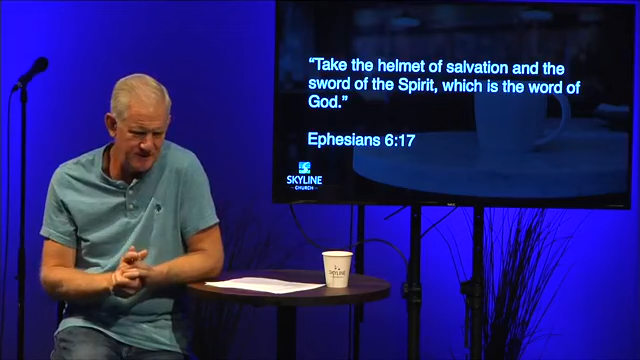 “Take the helmet of salvation and the
sword of the Spirit, which is the word of
God.”
Ephesians 6:17
SKYLINE
CHURCH
SKYLINE